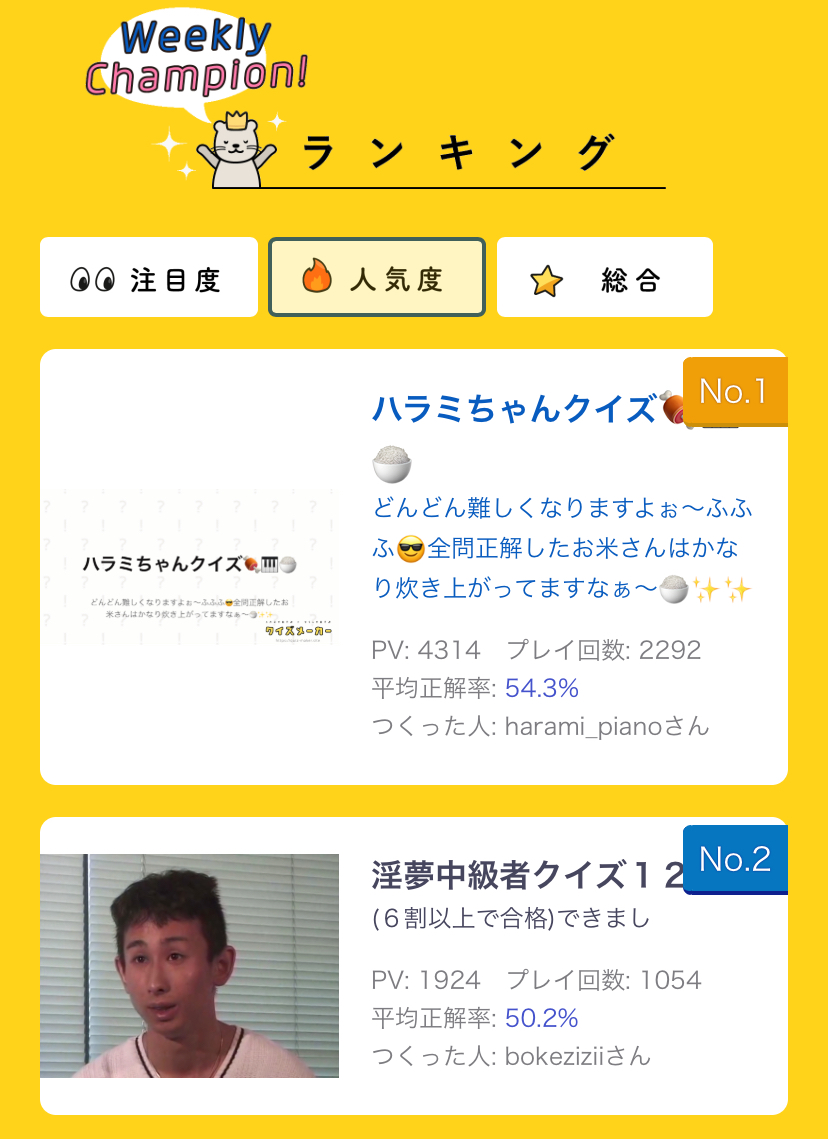 Weekly
Champion!
ランキング
注目度
人気度
総合
No.1
ハラミちゃんクイズ🍖🎹
🍚
どんどん難しくなりますよぉ〜ふふ
ふ😎全問正解したお米さんはかな
り炊き上がってますなぁ〜🍚✨✨
PV: 4314 プレイ回数: 2292
平均正解率: 54.3%
つくった人: harami_pianoさん
ハラミちゃんクイズ🍖🎹🍚
どんどん難しくなりますよぉ〜ふふふ😎全問正解したお
米さんはかなり炊き上がってますなぁ〜🍚✨✨
クイズメーカー
No.2
淫夢中級者クイズ１２
(６割以上で合格)できまし
PV: 1924 プレイ回数: 1054
平均正解率: 50.2%
つくった人: bokeziziiさん